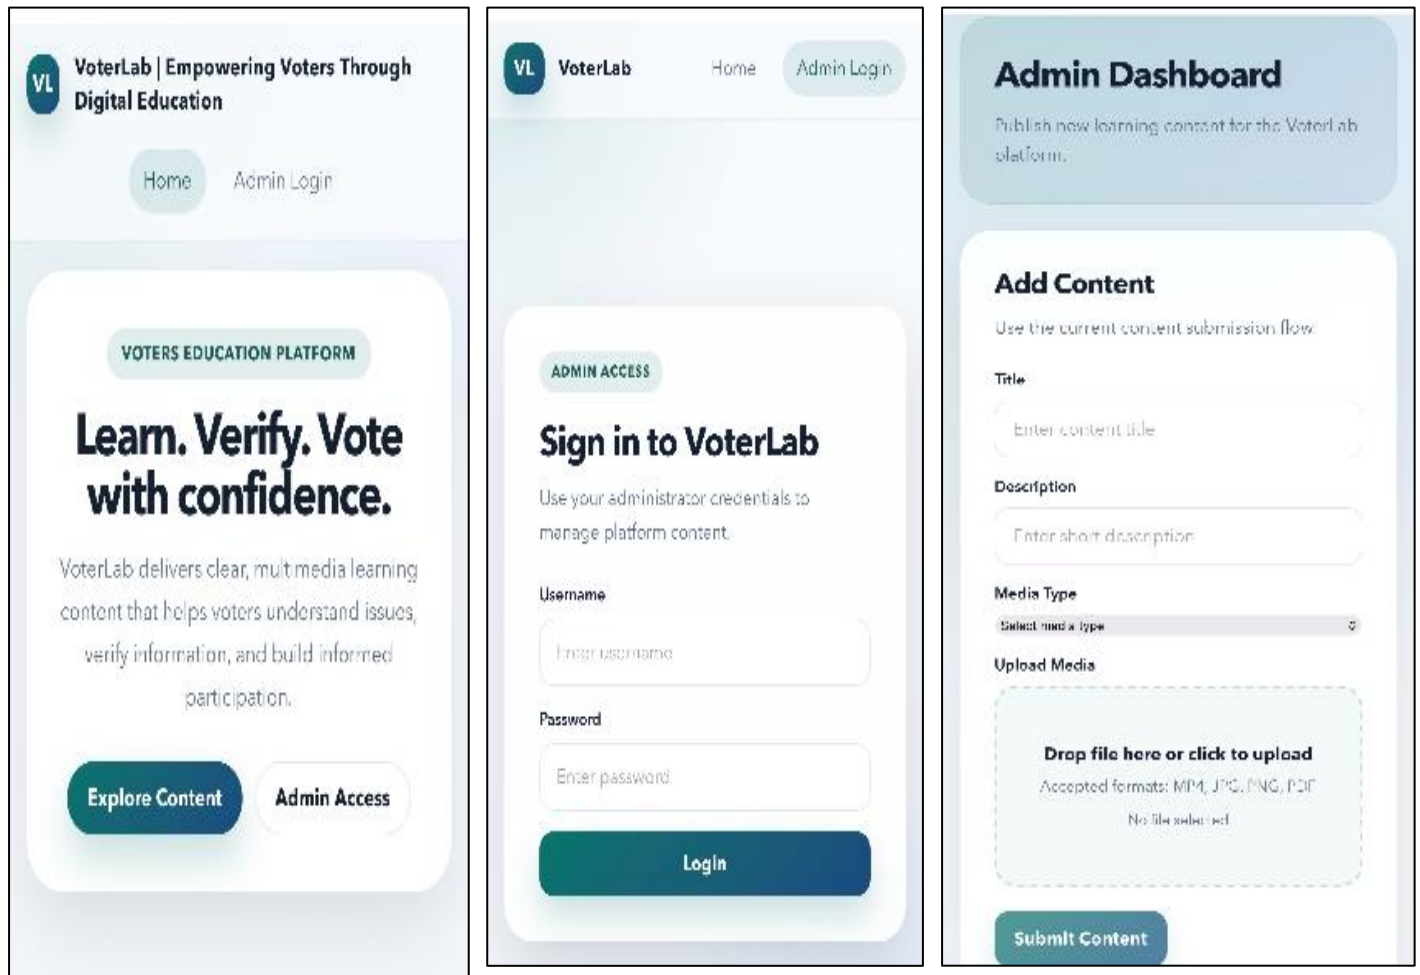 VL
VoterLab | Empowering Voters Through
Digital Education
Home
Admin Login
VOTERS EDUCATION PLATFORM
Learn. Verify. Vote
with confidence.
VoterLab delivers clear, multimedia learning
content that helps voters understand issues,
verify information, and build informed
participation.
Explore Content
Admin Access
VL
VoterLab
Home
Admin Login
ADMIN ACCESS
Sign in to VoterLab
Use your administrator credentials to
manage platform content.
Username
Enter username
Password
Enter password
Login
Admin Dashboard
Publish new learning content for the VoterLab
platform.
Add Content
Use the current content submission flow
Title
Enter content title
Description
Enter short description
Media Type
Select media type
Upload Media
Drop file here or click to upload
Accepted formats: MP4, JPG, PNG, PDF
No file selected
Submit Content